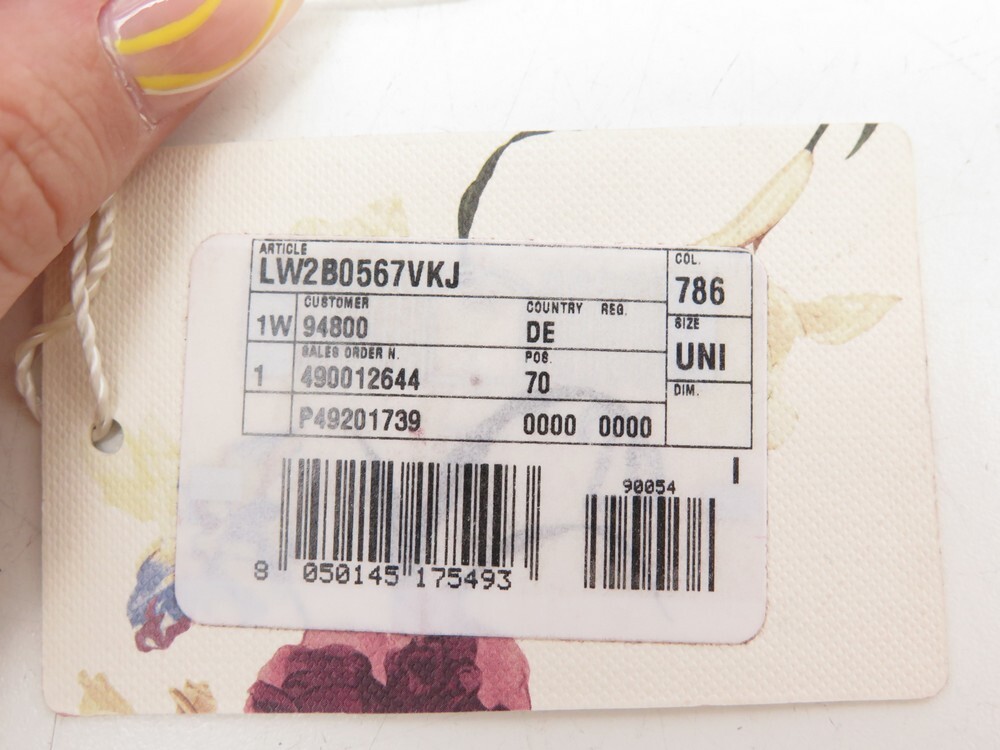 ARTICLE
LW2B0567VKJ
COL.
786
1W
CUSTOMER
94800
COUNTRY REG.
DE
SIZE
UNI
1
SALES ORDER N.
490012644
POS.
70
DIM.
P49201739 0000 0000
I
90054
8 050145 175493